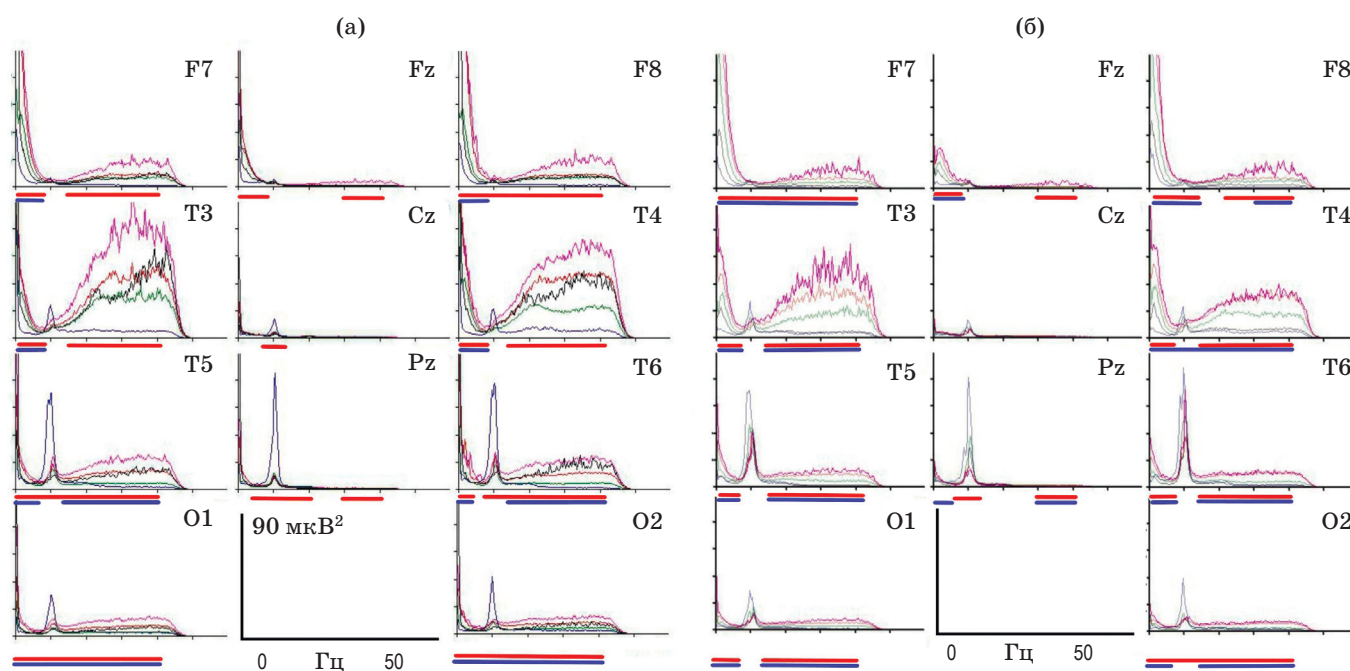 (а) (б)
F7 Fz F8 F7 Fz F8
T3 Cz T4 T3 Cz T4
T5 Pz T6 T5 Pz T6
O1 90 мкВ² O2 O1 O2
0 Гц 50 0 Гц 50